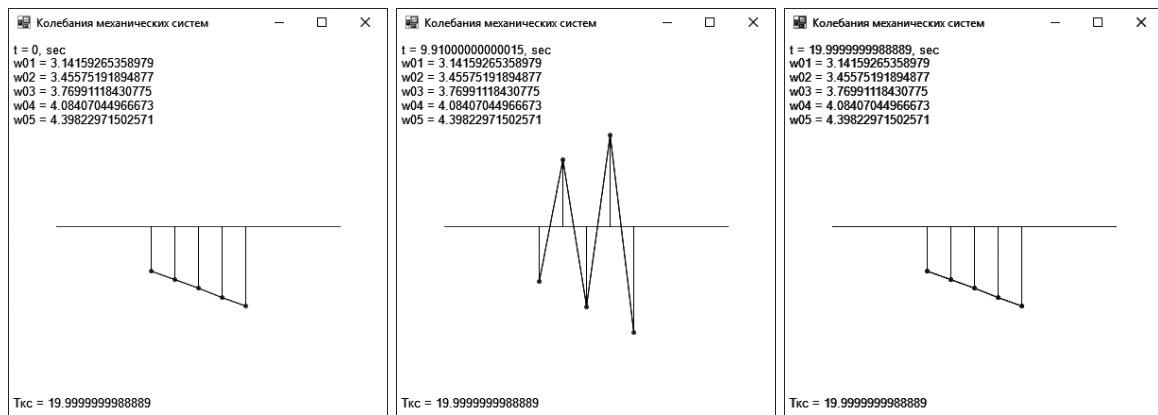 Колебания механических систем
t = 0, sec
w01 = 3.14159265358979
w02 = 3.45575191894877
w03 = 3.76991118430775
w04 = 4.08407044966673
w05 = 4.39822971502571
Ткс = 19.9999999988889
Колебания механических систем
t = 9.91000000000015, sec
w01 = 3.14159265358979
w02 = 3.45575191894877
w03 = 3.76991118430775
w04 = 4.08407044966673
w05 = 4.39822971502571
Ткс = 19.9999999988889
Колебания механических систем
t = 19.9999999988889, sec
w01 = 3.14159265358979
w02 = 3.45575191894877
w03 = 3.76991118430775
w04 = 4.08407044966673
w05 = 4.39822971502571
Ткс = 19.9999999988889